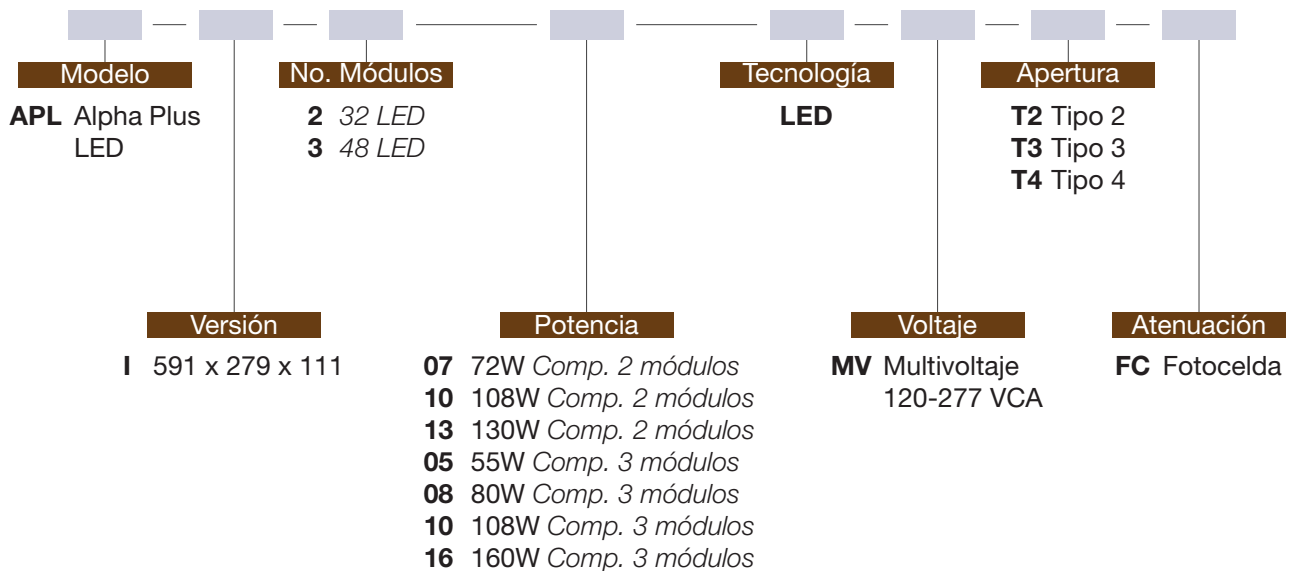 Modelo
APL Alpha Plus
LED
No. Módulos
2 32 LED
3 48 LED
Tecnología
LED
Apertura
T2 Tipo 2
T3 Tipo 3
T4 Tipo 4
Versión
I 591 x 279 x 111
Potencia
07 72W Comp. 2 módulos
10 108W Comp. 2 módulos
13 130W Comp. 2 módulos
05 55W Comp. 3 módulos
08 80W Comp. 3 módulos
10 108W Comp. 3 módulos
16 160W Comp. 3 módulos
Voltaje
MV Multivoltaje
120-277 VCA
Atenuación
FC Fotocelda